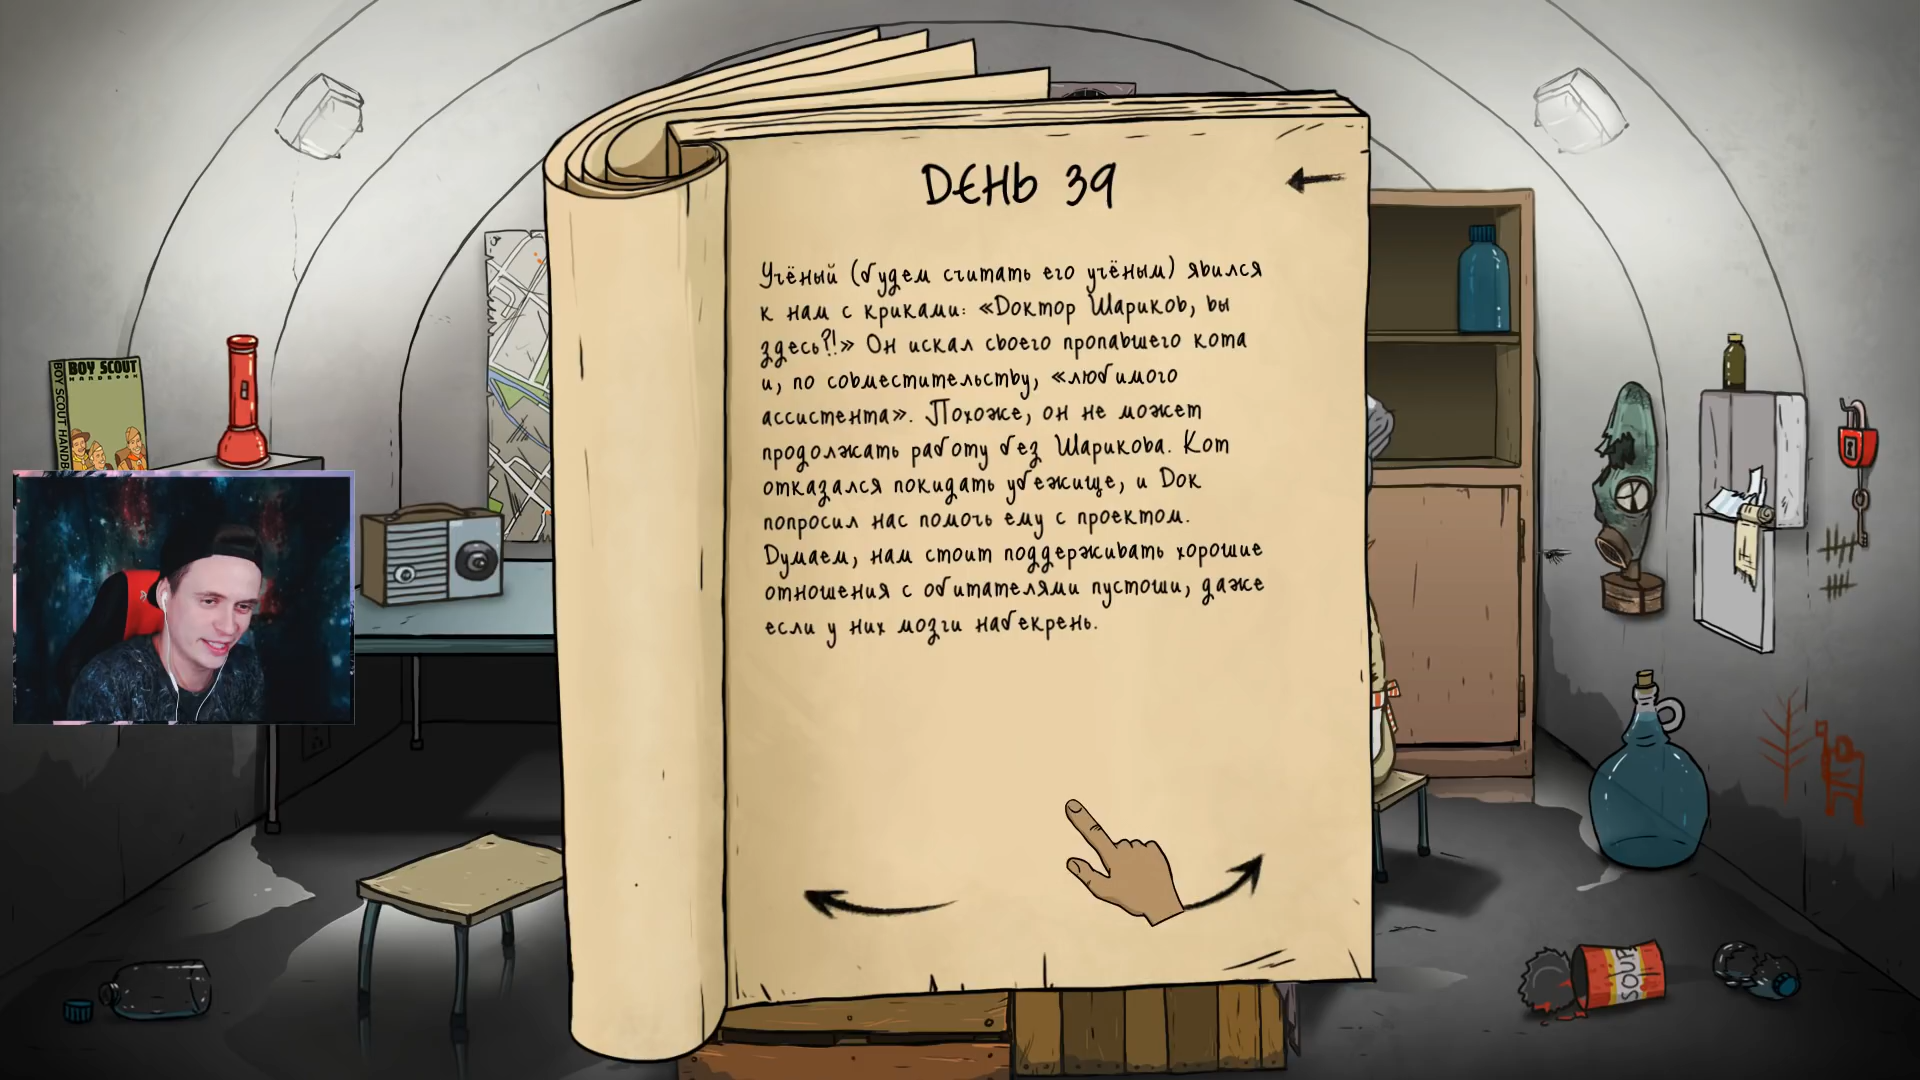 ДЕНЬ 39
Учёный (будем считать его учёным) явился
к нам с криками: «Доктор Шариков, вы
здесь?!» Он искал своего пропавшего кота
и, по совместительству, «любимого
ассистента». Похоже, он не может
продолжать работу без Шарикова. Кот
отказался покидать убежище, и Док
попросил нас помочь ему с проектом.
Думаем, нам стоит поддерживать хорошие
отношения с обитателями пустоши, даже
если у них мозги набекрень.
BOY SCOUT
HANDBOOK
BOY SCOUT HANDB
SOUP